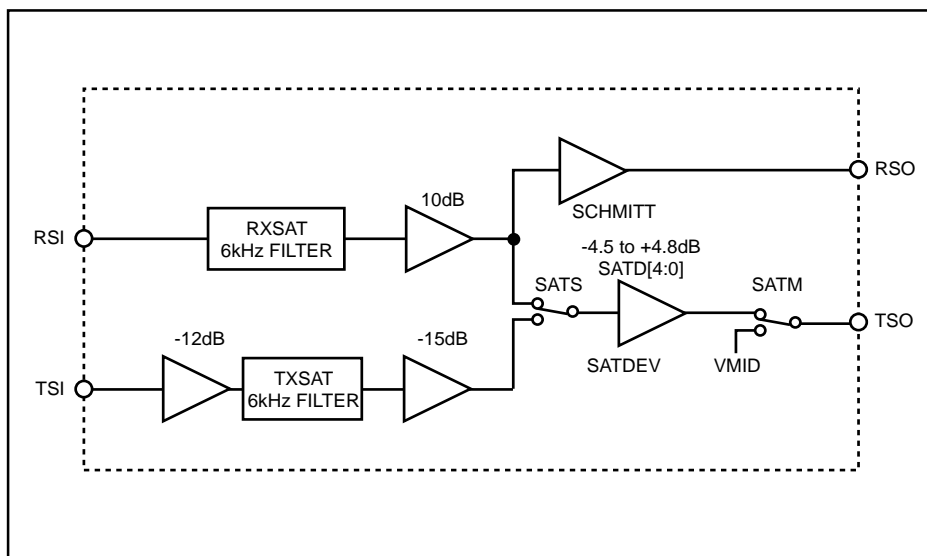 RSO
10dB
SCHMITT
RSI
RXSAT
6kHz FILTER
-4.5 to +4.8dB
SATD[4:0]
SATS
SATM
TSO
-12dB
-15dB
SATDEV
VMID
TSI
TXSAT
6kHz FILTER